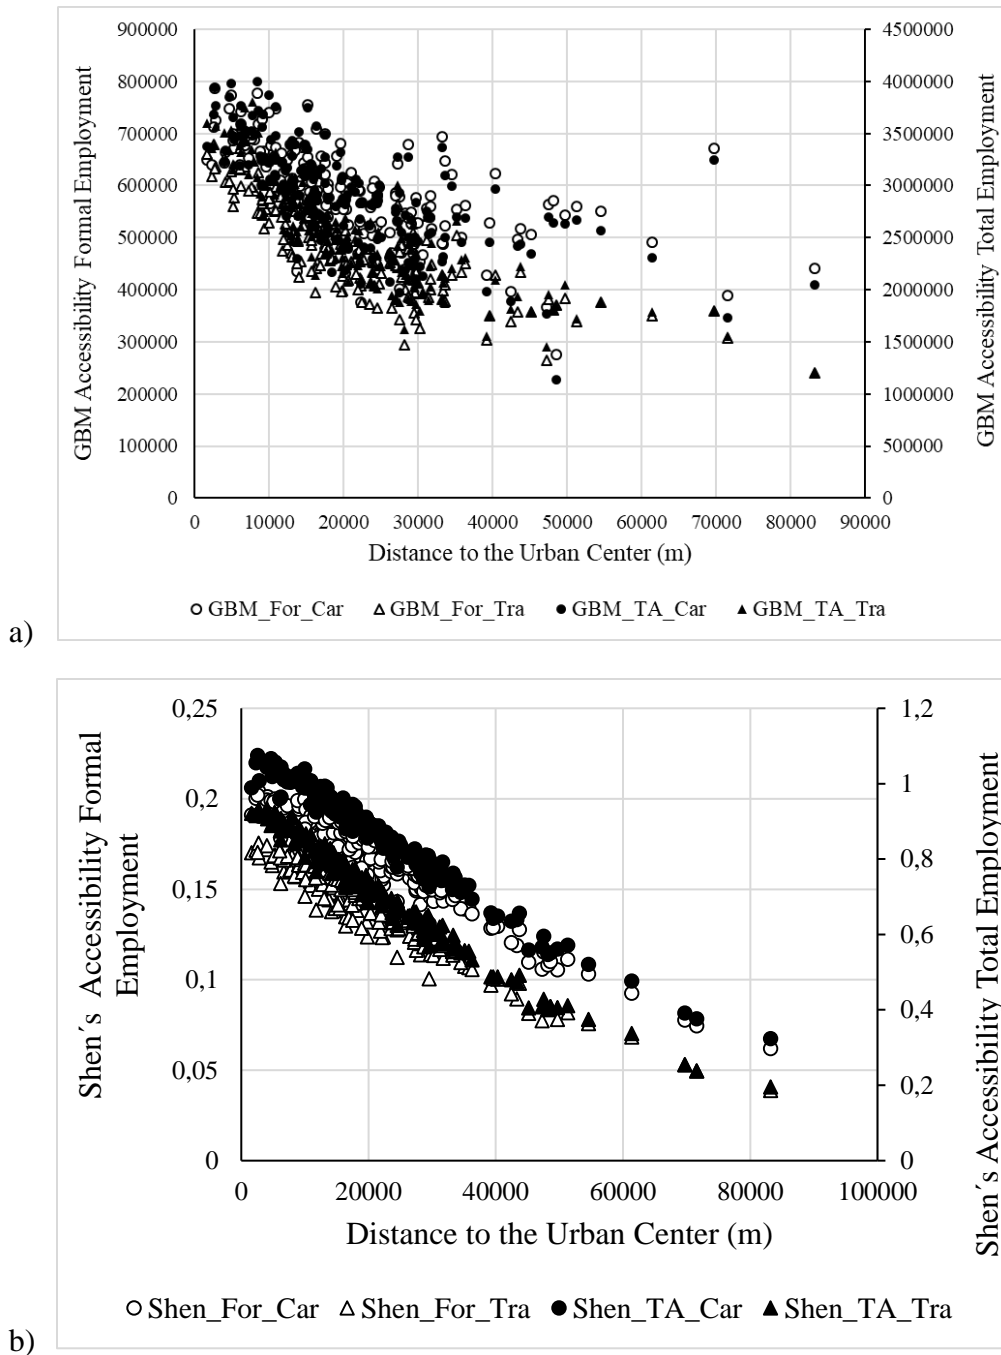 900000
800000
700000
600000
500000
400000
300000
200000
100000
0
GBM Accessibility Formal Employment
4500000
4000000
3500000
3000000
2500000
2000000
1500000
1000000
500000
0
GBM Accessibility Total Employment
0 10000 20000 30000 40000 50000 60000 70000 80000 90000
Distance to the Urban Center (m)
GBM_For_Car GBM_For_Tra GBM_TA_Car GBM_TA_Tra
a)
0,25
0,2
0,15
0,1
0,05
0
Shen´s Accessibility Formal
Employment
1,2
1
0,8
0,6
0,4
0,2
0
Shen´s Accessibility Total Employment
0 20000 40000 60000 80000 100000
Distance to the Urban Center (m)
Shen_For_Car Shen_For_Tra Shen_TA_Car Shen_TA_Tra
b)